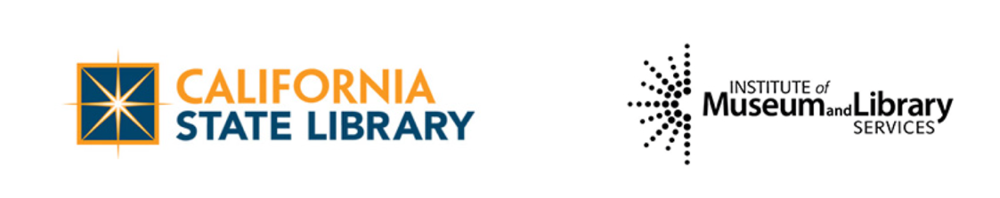 CALIFORNIA
STATE LIBRARY
INSTITUTE of
Museum and Library
SERVICES